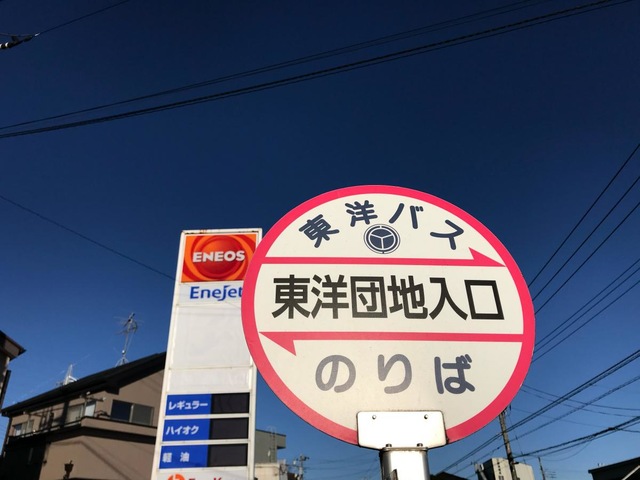 東洋バス
東洋団地入口
のりば
ENEOS
EneJet
レギュラー
ハイオク
軽油